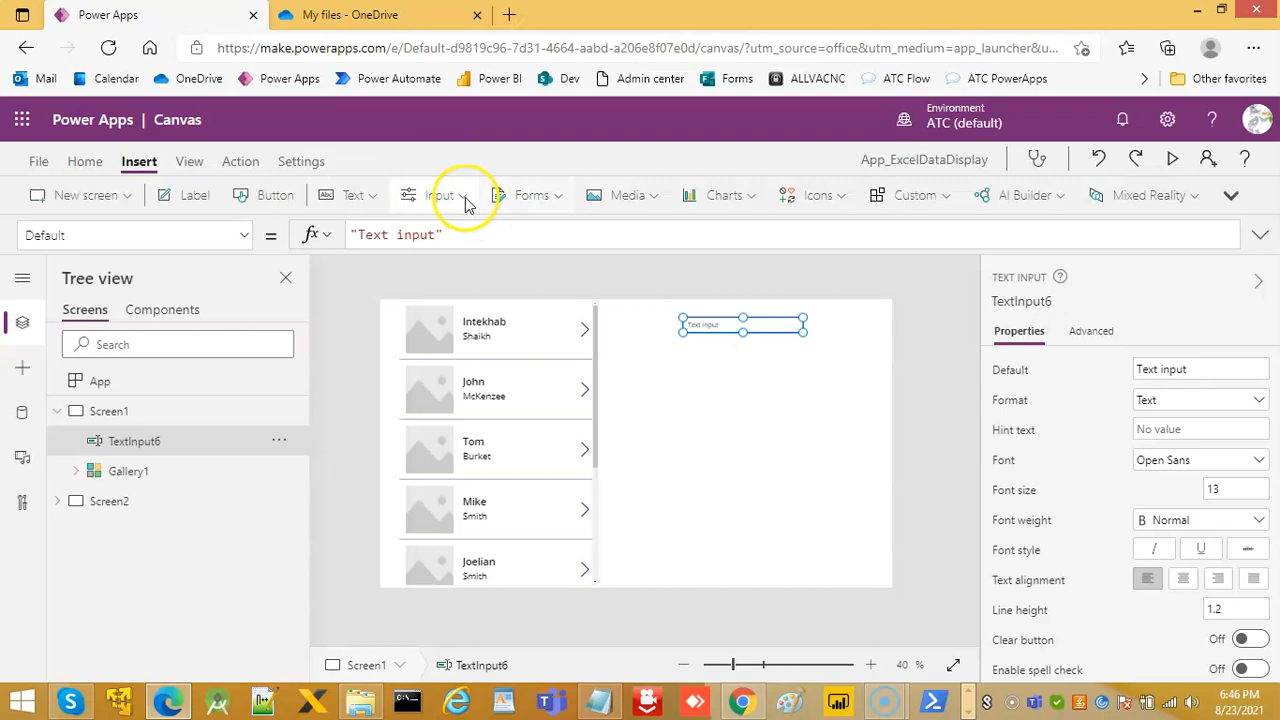 Power Apps
My files - OneDrive
https://make.powerapps.com/e/Default-d9819c96-7d31-4464-aabd-a206e8f07e0d/canvas/?utm_source=office&utm_medium=app_launcher&u...
Mail
Calendar
OneDrive
Power Apps
Power Automate
Power BI
Dev
Admin center
Forms
ALLVACNC
ATC Flow
ATC PowerApps
Other favorites
Power Apps | Canvas
Environment
ATC (default)
File
Home
Insert
View
Action
Settings
App_ExcelDataDisplay
New screen
Label
Button
Abc Text
Input
Forms
Media
Charts
Icons
Custom
AI Builder
More
Default
=
fx
"Text input"
Tree view
Screens
Components
Search
App
Screen1
TextInput6
Gallery1
Screen2
Intekhab
Shaikh
John
McKenzee
Tom
Burket
Mike
Smith
Joelian
Smith
Text input
TEXT INPUT
TextInput6
Properties
Advanced
Default
Text input
Format
Text
Hint text
No value
Font
Open Sans
Font size
13
Font weight
B Normal
Font style
/ U abc
Text alignment
Line height
1.2
Clear button
Off
Enable spell check
Off
Screen1
TextInput6
40 %
6:46 PM
8/23/2021